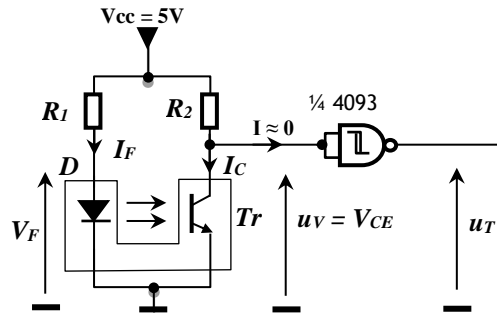 Vcc = 5V
R1
R2
¼ 4093
I ≈ 0
IF
IC
D
Tr
VF
uV = VCE
uT